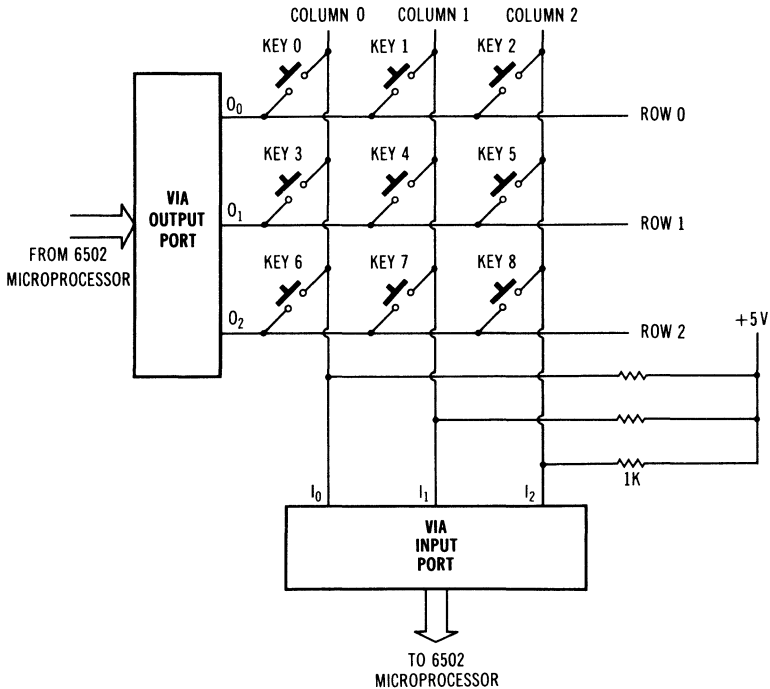 COLUMN 0 COLUMN 1 COLUMN 2
KEY 0 KEY 1 KEY 2
O0
ROW 0
KEY 3 KEY 4 KEY 5
VIA
OUTPUT
PORT
O1
ROW 1
FROM 6502
MICROPROCESSOR
KEY 6 KEY 7 KEY 8
O2
ROW 2
+5V
1K
I0 I1 I2
VIA
INPUT
PORT
TO 6502
MICROPROCESSOR